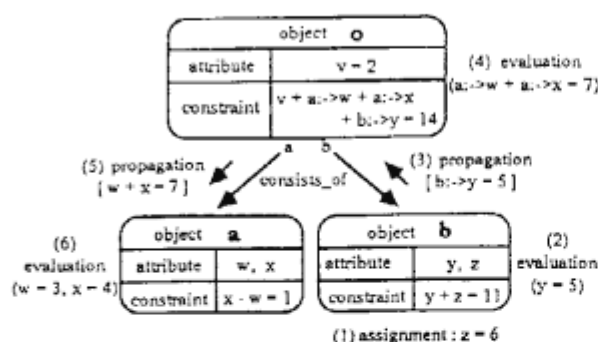 object o
attribute v = 2
(4) evaluation
(a:->w + a:->x = 7)
constraint v + a:->w + a:->x
+ b:->y = 14
a b
(5) propagation
[ w + x = 7 ]
consists_of
(3) propagation
[ b:->y = 5 ]
(6)
evaluation
(w = 3, x = 4)
object a
attribute w, x
constraint x - w = 1
object b
attribute y, z
constraint y + z = 11
(2)
evaluation
(y = 5)
(1) assignment : z = 6